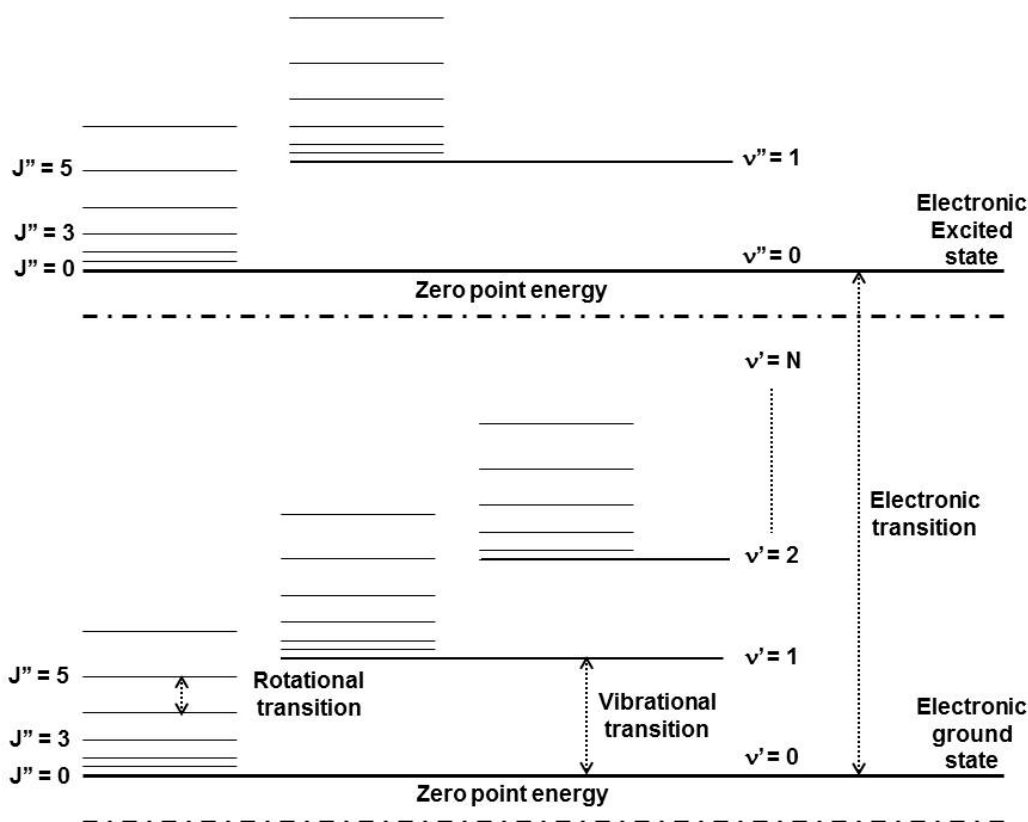 ν” = 1
J” = 5
Electronic
Excited
state
J” = 3
ν” = 0
J” = 0
Zero point energy
ν’ = N
Electronic
transition
ν’ = 2
ν’ = 1
J” = 5
Rotational
transition
Vibrational
transition
Electronic
ground
state
J” = 3
ν’ = 0
J” = 0
Zero point energy